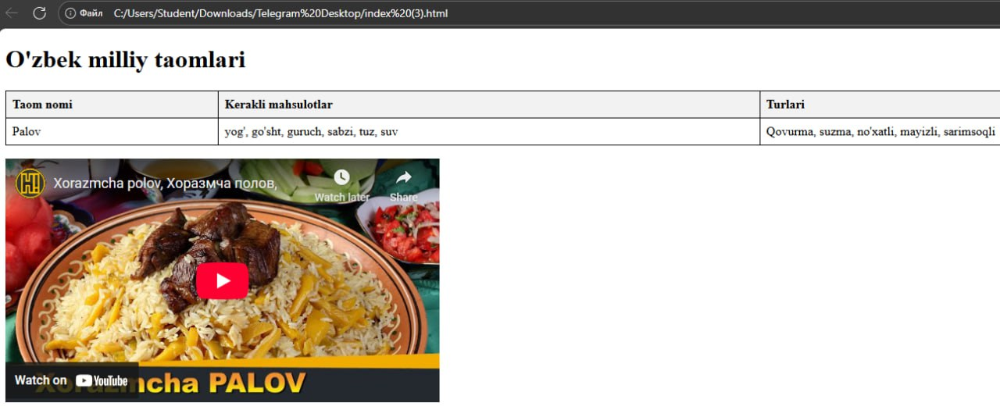 Файл C:/Users/Student/Downloads/Telegram%20Desktop/index%20(3).html
O'zbek milliy taomlari
Taom nomi Kerakli mahsulotlar Turlari
Palov yog', go'sht, guruch, sabzi, tuz, suv Qovurma, suzma, no'xatli, mayizli, sarimsoqli
H! Xorazmcha polov, Хоразмча полов,
Watch later Share
Watch on YouTube
Xorazmcha PALOV